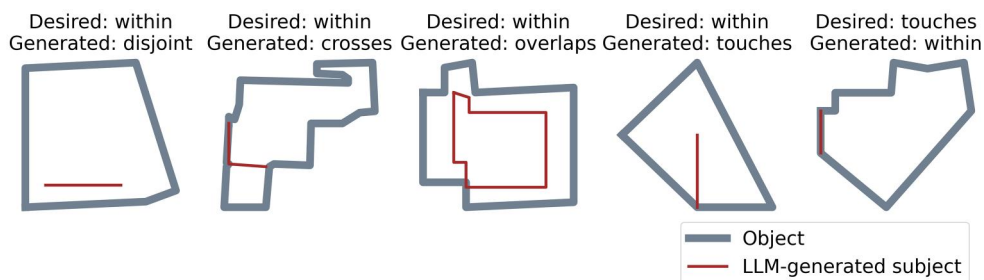 Desired: within
Generated: disjoint
Desired: within
Generated: crosses
Desired: within
Generated: overlaps
Desired: within
Generated: touches
Desired: touches
Generated: within
Object
LLM-generated subject